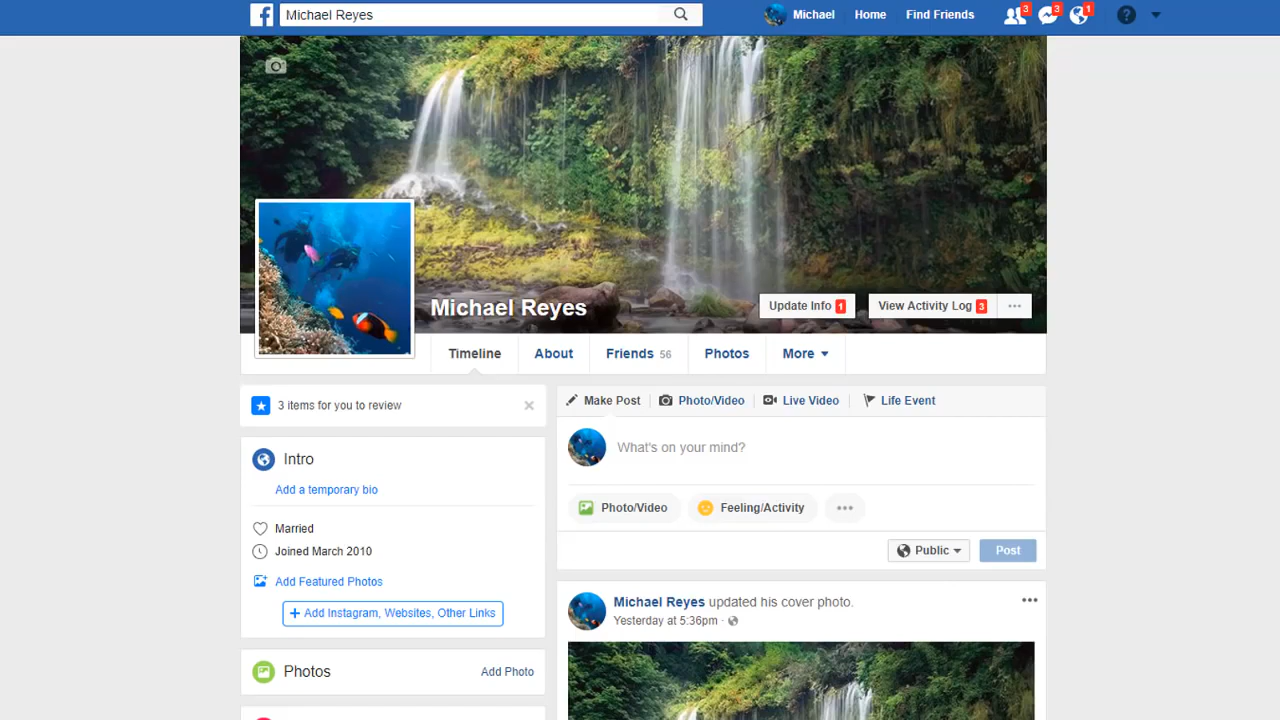 f Michael Reyes
Michael Home Find Friends 3 3 1 ?
Michael Reyes
Update Info 1 View Activity Log 3
Timeline About Friends 56 Photos More
3 items for you to review
Intro
Add a temporary bio
Married
Joined March 2010
Add Featured Photos
+ Add Instagram, Websites, Other Links
Photos Add Photo
Make Post Photo/Video Live Video Life Event
What's on your mind?
Photo/Video Feeling/Activity
Public Post
Michael Reyes updated his cover photo.
Yesterday at 5:36pm ·